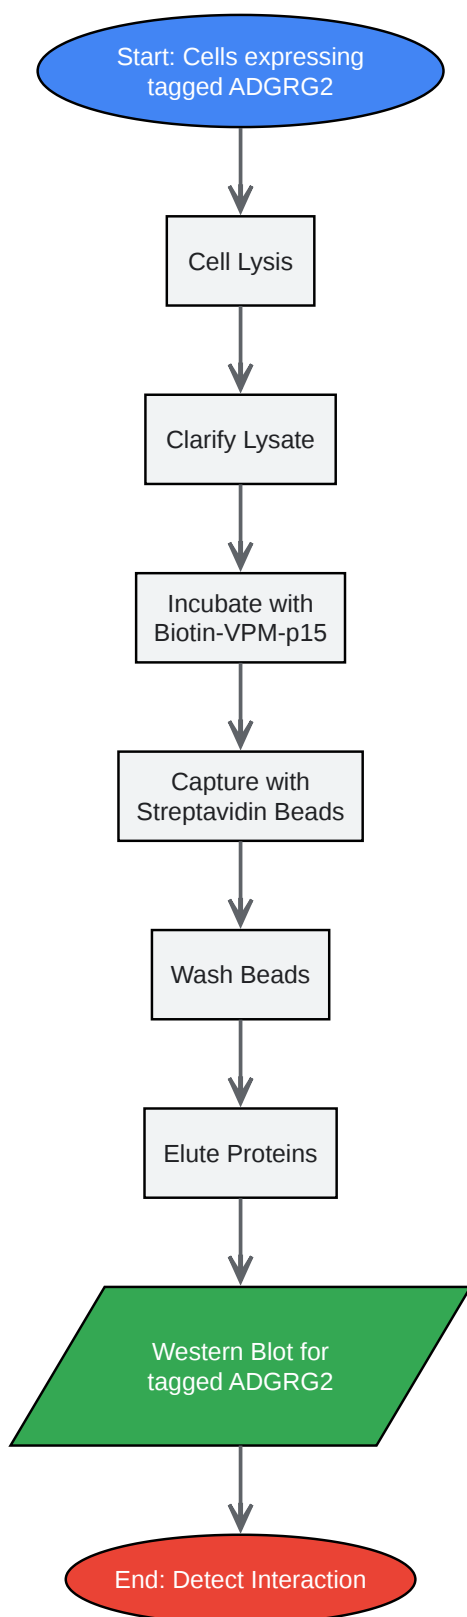 Start: Cells expressing
tagged ADGRG2
Cell Lysis
Clarify Lysate
Incubate with
Biotin-VPM-p15
Capture with
Streptavidin Beads
Wash Beads
Elute Proteins
Western Blot for
tagged ADGRG2
End: Detect Interaction